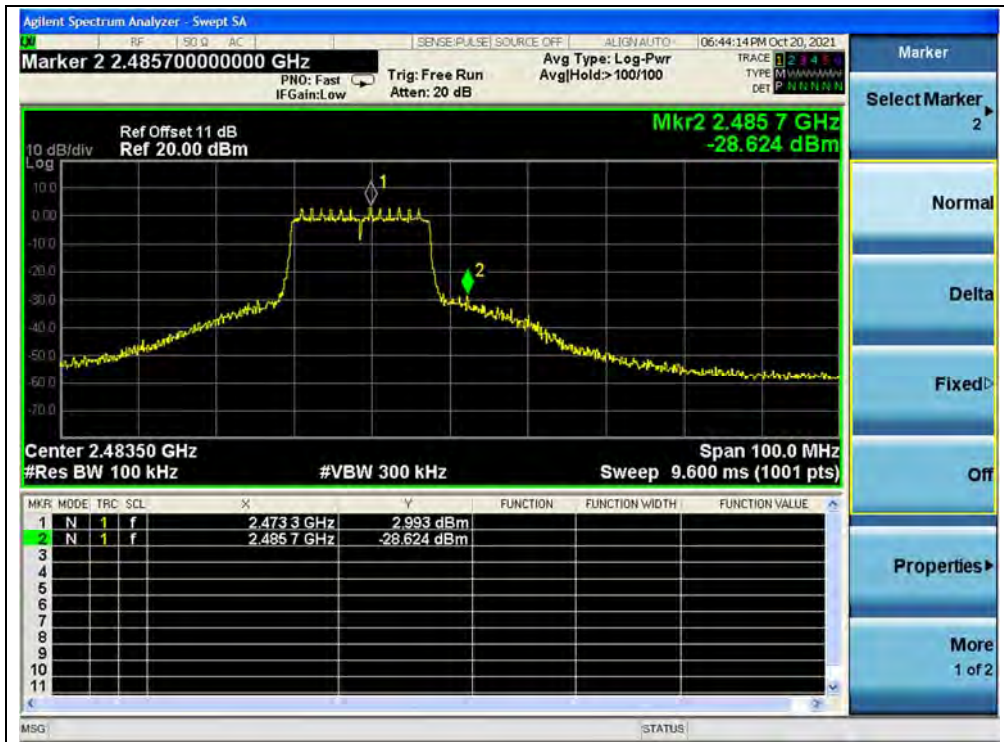 Agilent Spectrum Analyzer - Swept SA
RF 50 Ω AC SENSE:PULSE SOURCE OFF ALIGNAUTO 06:44:14 PM Oct 20, 2021
Marker 2 2.485700000000 GHz
PNO: Fast
IFGain:Low
Trig: Free Run
Atten: 20 dB
Avg Type: Log-Pwr
Avg|Hold:> 100/100
TRACE 1 2 3 4 5 6
TYPE M
DET P N N N N N
Ref Offset 11 dB
10 dB/div Ref 20.00 dBm
Log
Mkr2 2.485 7 GHz
-28.624 dBm
10.0
0.00
-10.0
-20.0
-30.0
-40.0
-50.0
-60.0
-70.0
1
2
Center 2.48350 GHz Span 100.0 MHz
#Res BW 100 kHz #VBW 300 kHz Sweep 9.600 ms (1001 pts)
MKR MODE TRC SCL X Y FUNCTION FUNCTION WIDTH FUNCTION VALUE
1 N 1 f 2.473 3 GHz 2.993 dBm
2 N 1 f 2.485 7 GHz -28.624 dBm
3
4
5
6
7
8
9
10
11
MSG STATUS
Marker
Select Marker
2
Normal
Delta
Fixed
Off
Properties
More
1 of 2